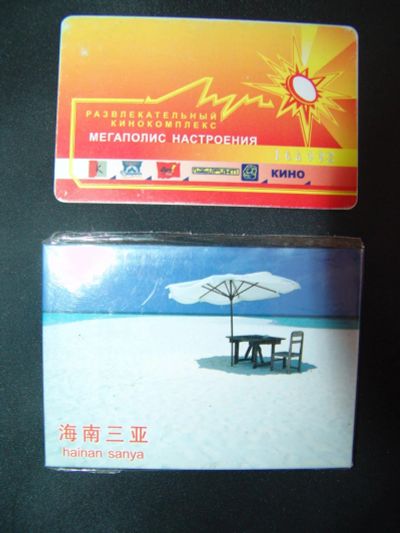 РАЗВЛЕКАТЕЛЬНЫЙ
КИНОКОМПЛЕКС
МЕГАПОЛИС НАСТРОЕНИЯ
КИНО
海南三亚
hainan sanya